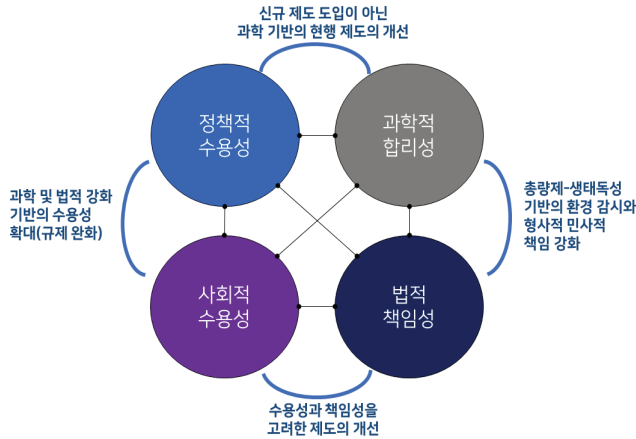 신규 제도 도입이 아닌
과학 기반의 현행 제도의 개선
정책적
수용성
과학적
합리성
과학 및 법적 강화
기반의 수용성
확대(규제 완화)
총량제-생태독성
기반의 환경 감시와
형사적 민사적
책임 강화
사회적
수용성
법적
책임성
수용성과 책임성을
고려한 제도의 개선